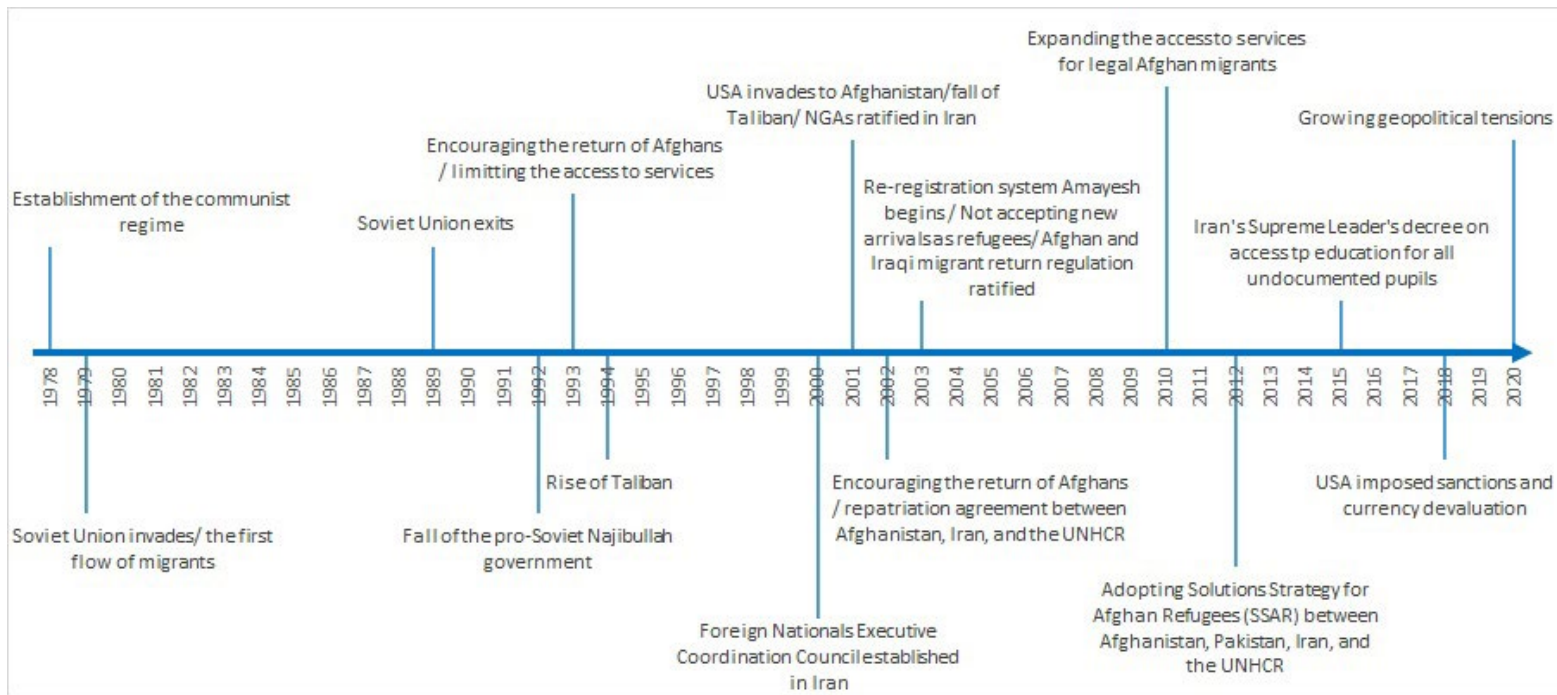 Expanding the access to services
for legal Afghan migrants
USA invades to Afghanistan/fall of
Taliban/ NGAs ratified in Iran
Growing geopolitical tensions
Encouraging the return of Afghans
/ limitting the access to services
Re-registration system Amayesh
begins / Not accepting new
arrivals as refugees/ Afghan and
Iraqi migrant return regulation
ratified
Establishment of the communist
regime
Soviet Union exits
Iran's Supreme Leader's decree on
access tp education for all
undocumented pupils
1978
1979
1980
1981
1982
1983
1984
1985
1986
1987
1988
1989
1990
1991
1992
1993
1994
1995
1996
1997
1998
1999
2000
2001
2002
2003
2004
2005
2006
2007
2008
2009
2010
2011
2012
2013
2014
2015
2016
2017
2018
2019
2020
Soviet Union invades/ the first
flow of migrants
Rise of Taliban
Fall of the pro-Soviet Najibullah
government
Encouraging the return of Afghans
/ repatriation agreement between
Afghanistan, Iran, and the UNHCR
USA imposed sanctions and
currency devaluation
Foreign Nationals Executive
Coordination Council established
in Iran
Adopting Solutions Strategy for
Afghan Refugees (SSAR) between
Afghanistan, Pakistan, Iran, and
the UNHCR